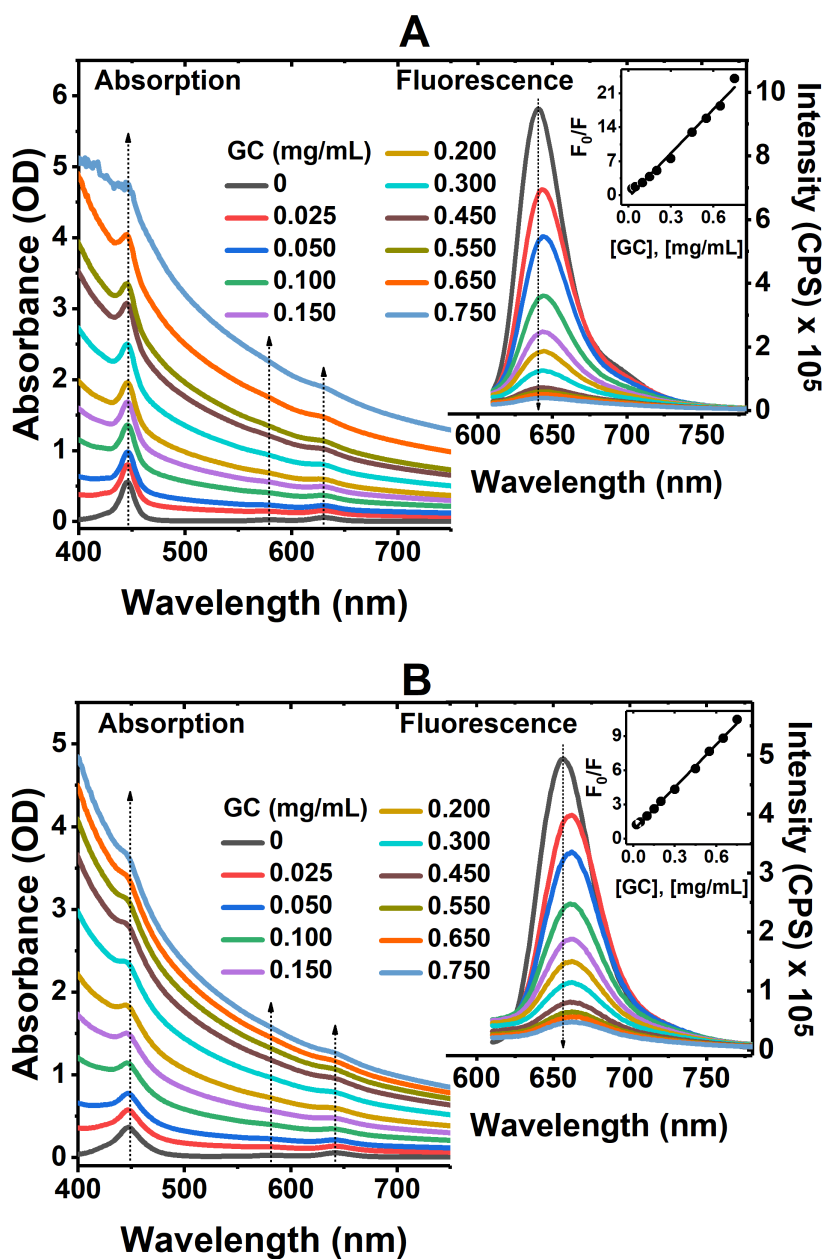 A
Absorption
Fluorescence
GC (mg/mL)
0
0.025
0.050
0.100
0.150
0.200
0.300
0.450
0.550
0.650
0.750
Absorbance (OD)
6
5
4
3
2
1
0
400 500 600 700
Wavelength (nm)
F0/F
21
14
7
0
0.0 0.3 0.6
[GC], [mg/mL]
10
8
6
4
2
0
Intensity (CPS) x 10⁵
600 650 700 750
Wavelength (nm)
B
Absorption
Fluorescence
GC (mg/mL)
0
0.025
0.050
0.100
0.150
0.200
0.300
0.450
0.550
0.650
0.750
Absorbance (OD)
5
4
3
2
1
0
400 500 600 700
Wavelength (nm)
F0/F
9
6
3
0
0.0 0.3 0.6
[GC], [mg/mL]
5
4
3
2
1
0
Intensity (CPS) x 10⁵
600 650 700 750
Wavelength (nm)